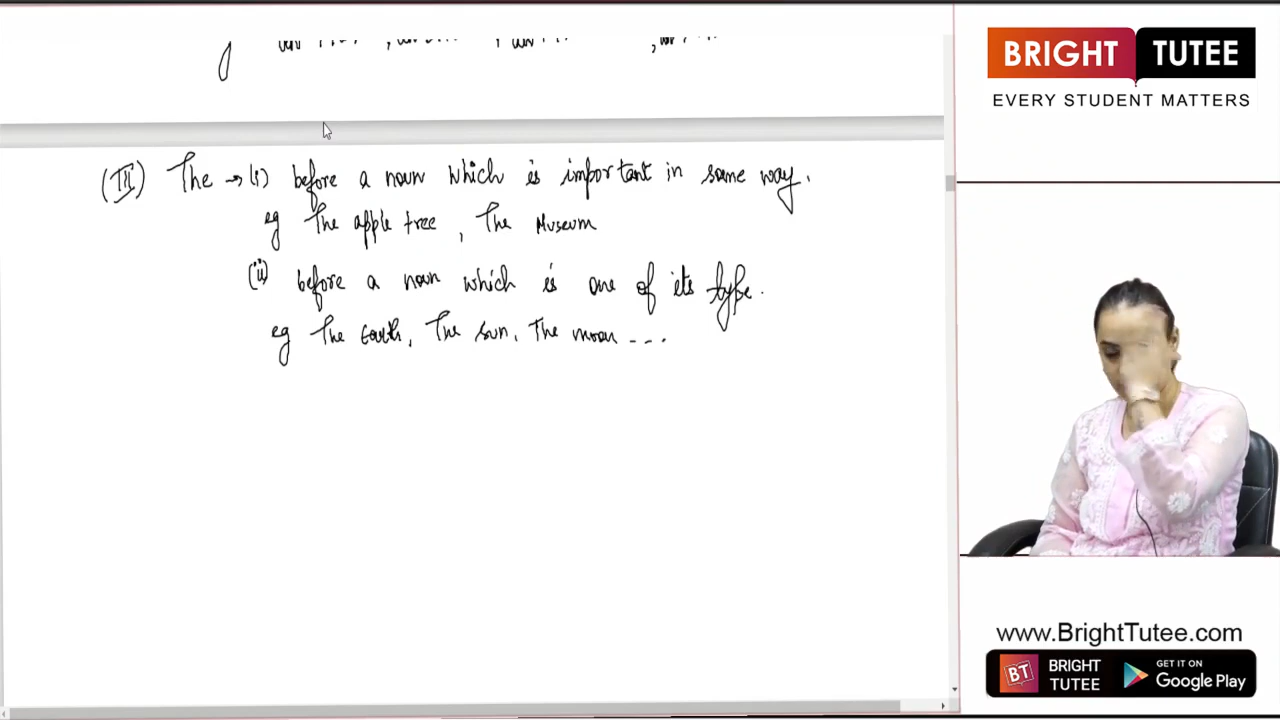 BRIGHT TUTEE
EVERY STUDENT MATTERS
(III) The → (i) before a noun which is important in some way.
eg The apple tree, The Museum
(ii) before a noun which is one of its type.
eg The Earth, The sun, The moon ---.
www.BrightTutee.com
BT BRIGHT TUTEE
GET IT ON Google Play